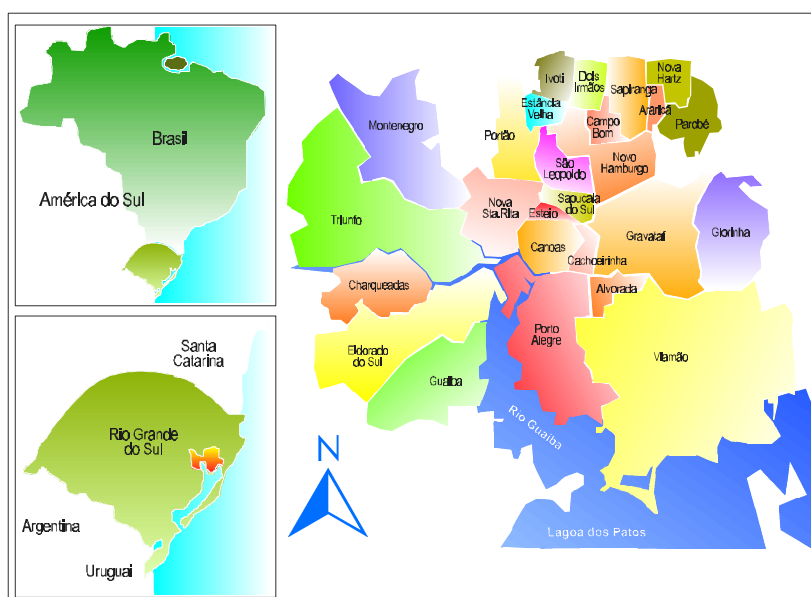 Brasil
América do Sul
Santa
Catarina
Rio Grande
do Sul
Argentina
Uruguai
N
Ivoti
Dois
Irmãos
Nova
Hartz
Sapiranga
Estância
Velha
Araricá
Campo
Bom
Parobé
Montenegro
Portão
São
Leopoldo
Novo
Hamburgo
Nova
Sta.Rita
Sapucaia
do Sul
Esteio
Triunfo
Canoas
Gravataí
Glorinha
Cachoeirinha
Charqueadas
Alvorada
Porto
Alegre
Eldorado
do Sul
Viamão
Guaíba
Rio Guaíba
Lagoa dos Patos